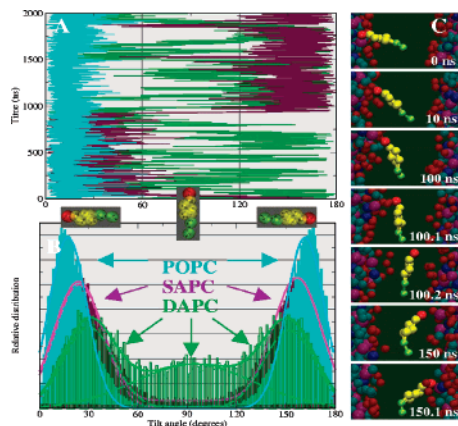 A
C
2000
1500
1000
500
0
Time (ns)
60
120
180
0 ns
10 ns
100 ns
100.1 ns
100.2 ns
150 ns
150.1 ns
B
POPC
SAPC
DAPC
Relative distribution
0 30 60 90 120 150 180
Tilt angle (degrees)